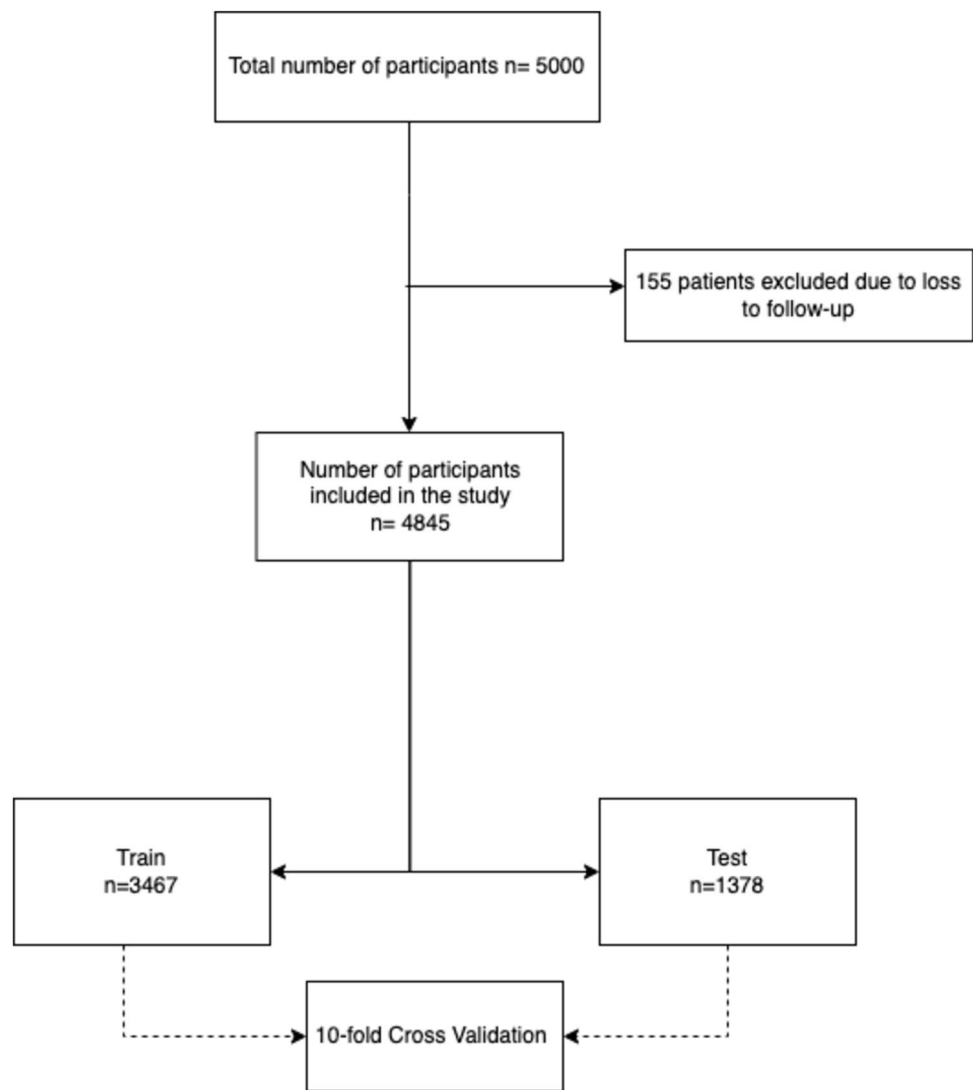 Total number of participants n= 5000
155 patients excluded due to loss
to follow-up
Number of participants
included in the study
n= 4845
Train
n=3467
Test
n=1378
10-fold Cross Validation